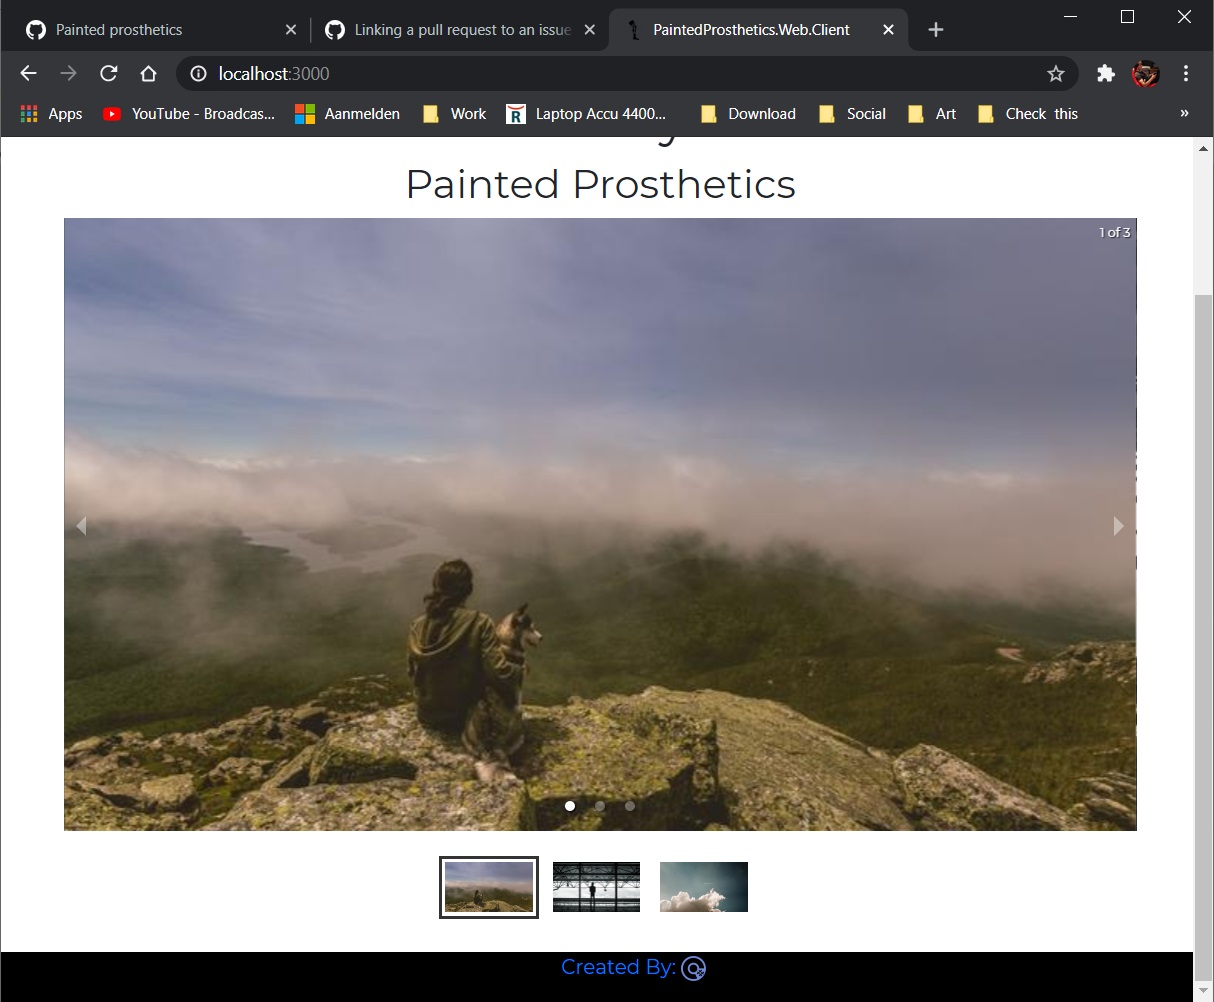 Painted prosthetics
Linking a pull request to an issue
PaintedProsthetics.Web.Client
localhost:3000
Apps
YouTube - Broadcas...
Aanmelden
Work
R
Laptop Accu 4400...
Download
Social
Art
Check this
»
Painted Prosthetics
1 of 3
Created By: